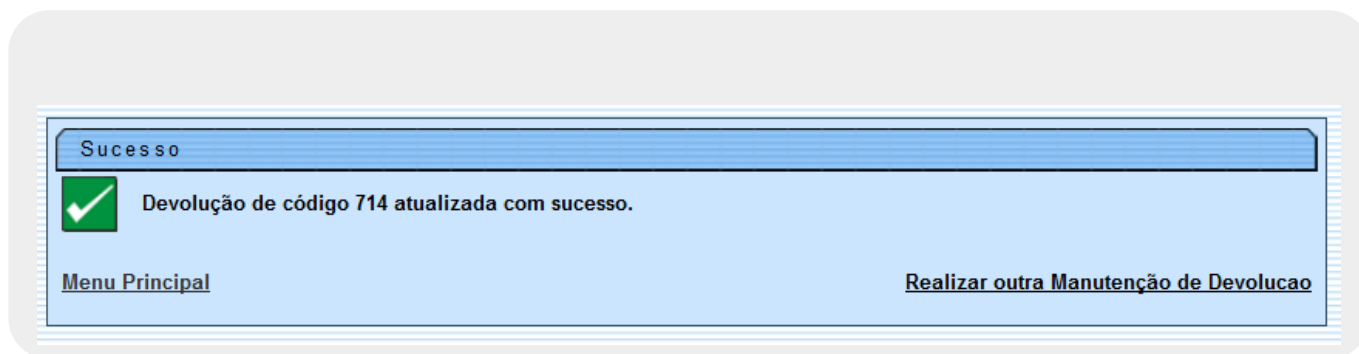 Sucesso
Devolução de código 714 atualizada com sucesso.
Menu Principal
Realizar outra Manutenção de Devolucao